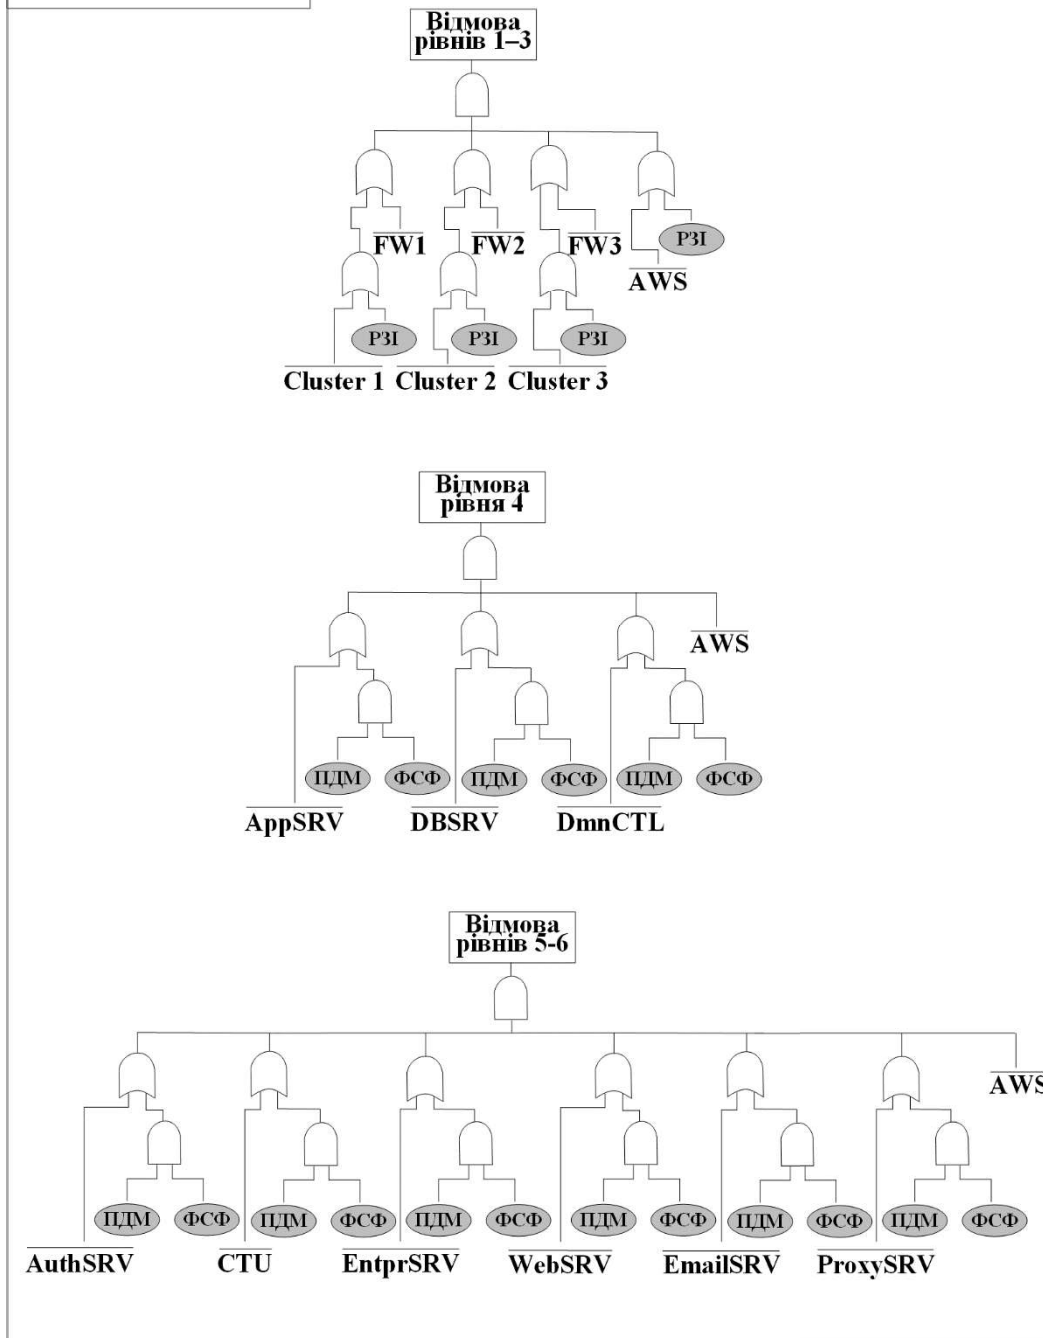 Відмова
рівнів 1–3
FW1 FW2 FW3 РЗІ
AWS
РЗІ РЗІ РЗІ
Cluster 1 Cluster 2 Cluster 3
Відмова
рівня 4
AWS
ПДМ ФСФ ПДМ ФСФ ПДМ ФСФ
AppSRV DBSRV DmnCTL
Відмова
рівнів 5-6
AWS
ПДМ ФСФ ПДМ ФСФ ПДМ ФСФ ПДМ ФСФ ПДМ ФСФ ПДМ ФСФ
AuthSRV CTU EntprSRV WebSRV EmailSRV ProxySRV